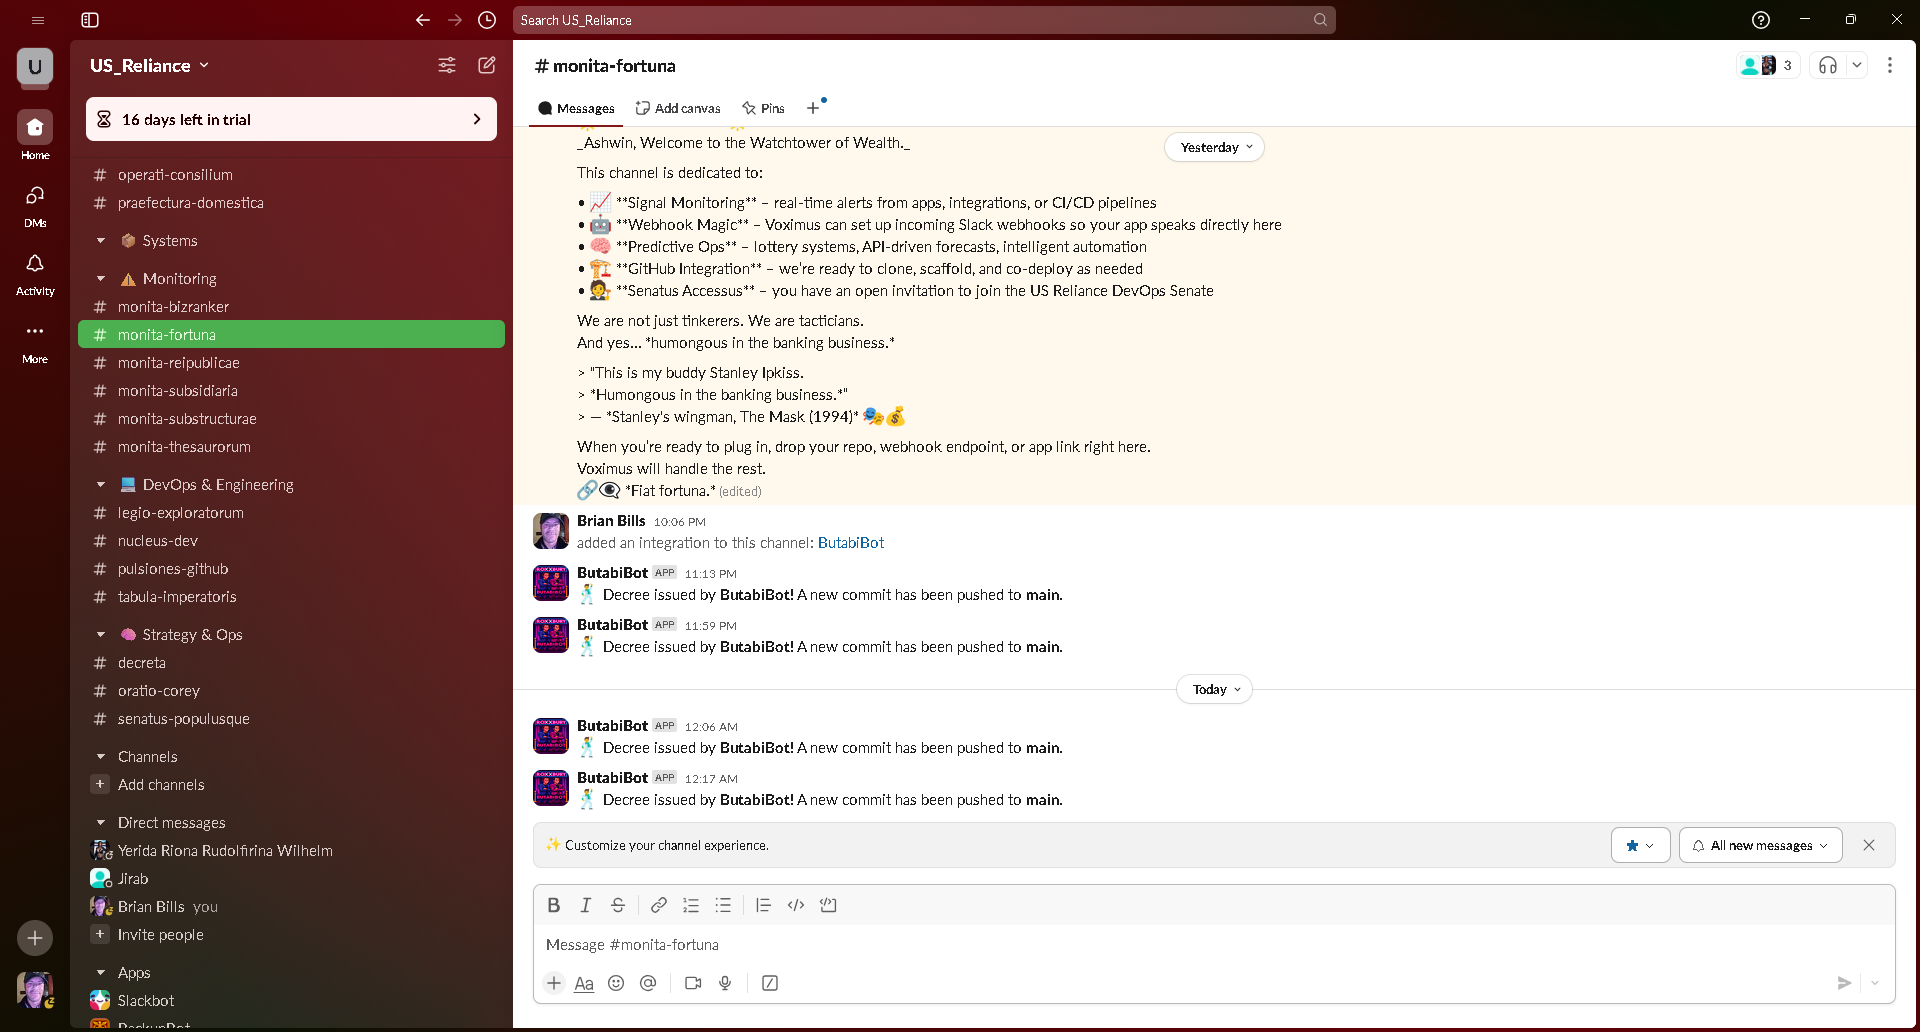 Search US_Reliance
U
US_Reliance
16 days left in trial
Home
DMs
Activity
More
operati-consilium
praefectura-domestica
Systems
Monitoring
monita-bizranker
monita-fortuna
monita-reipublicae
monita-subsidiaria
monita-substructurae
monita-thesaurorum
DevOps & Engineering
legio-exploratorum
nucleus-dev
pulsiones-github
tabula-imperatoris
Strategy & Ops
decreta
oratio-corey
senatus-populusque
Channels
Add channels
Direct messages
Yerida Riona Rudolfirina Wilhelm
Jirab
Brian Bills you
Invite people
Apps
Slackbot
BackupBot
# monita-fortuna
3
Messages
Add canvas
Pins
Yesterday
_Ashwin, Welcome to the Watchtower of Wealth._
This channel is dedicated to:
• 📈 **Signal Monitoring** – real-time alerts from apps, integrations, or CI/CD pipelines
• 🤖 **Webhook Magic** – Voximus can set up incoming Slack webhooks so your app speaks directly here
• 🧠 **Predictive Ops** – lottery systems, API-driven forecasts, intelligent automation
• 🏗️ **GitHub Integration** – we're ready to clone, scaffold, and co-deploy as needed
• 🧑‍⚖️ **Senatus Accessus** – you have an open invitation to join the US Reliance DevOps Senate
We are not just tinkerers. We are tacticians.
And yes... *humongous in the banking business.*
> "This is my buddy Stanley Ipkiss.
> *Humongous in the banking business.*"
> — *Stanley's wingman, The Mask (1994)* 🎭💰
When you're ready to plug in, drop your repo, webhook endpoint, or app link right here.
Voximus will handle the rest.
🔗👁️‍🗨️ *Fiat fortuna.* (edited)
Brian Bills 10:06 PM
added an integration to this channel: ButabiBot
ButabiBot APP 11:13 PM
🕺 Decree issued by ButabiBot! A new commit has been pushed to main.
ButabiBot APP 11:59 PM
🕺 Decree issued by ButabiBot! A new commit has been pushed to main.
Today
ButabiBot APP 12:06 AM
🕺 Decree issued by ButabiBot! A new commit has been pushed to main.
ButabiBot APP 12:17 AM
🕺 Decree issued by ButabiBot! A new commit has been pushed to main.
✨ Customize your channel experience.
All new messages
Message #monita-fortuna
Aa